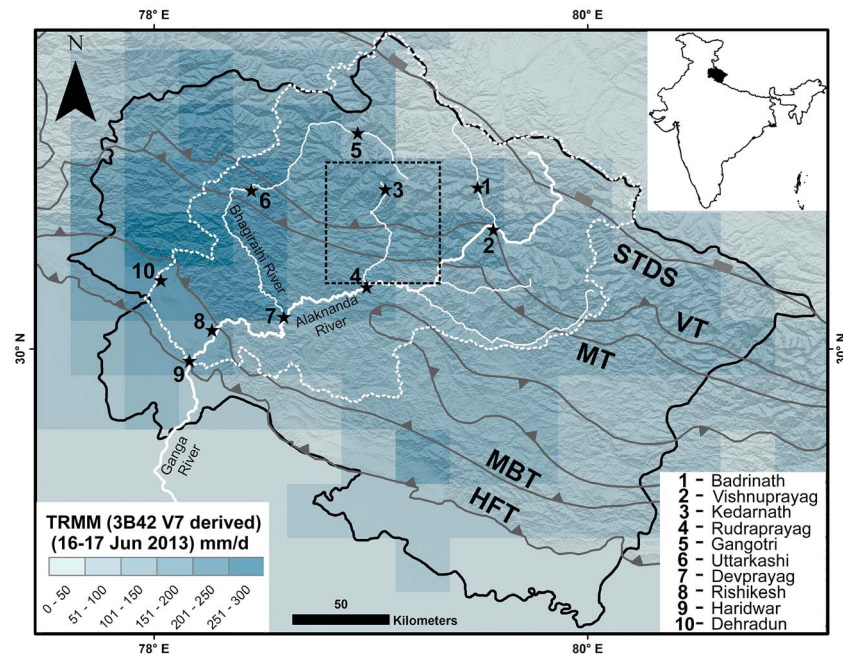 78° E
80° E
N
5
6
3
1
2
Bhagirathi River
STDS
10
4
VT
7
Alaknanda
River
8
30° N
30° N
MT
9
Ganga
River
MBT
HFT
1 - Badrinath
2 - Vishnuprayag
3 - Kedarnath
4 - Rudraprayag
5 - Gangotri
6 - Uttarkashi
7 - Devprayag
8 - Rishikesh
9 - Haridwar
10 - Dehradun
TRMM (3B42 V7 derived)
(16-17 Jun 2013) mm/d
0 - 50
51 - 100
101 - 150
151 - 200
201 - 250
251 - 300
50
Kilometers
78° E
80° E